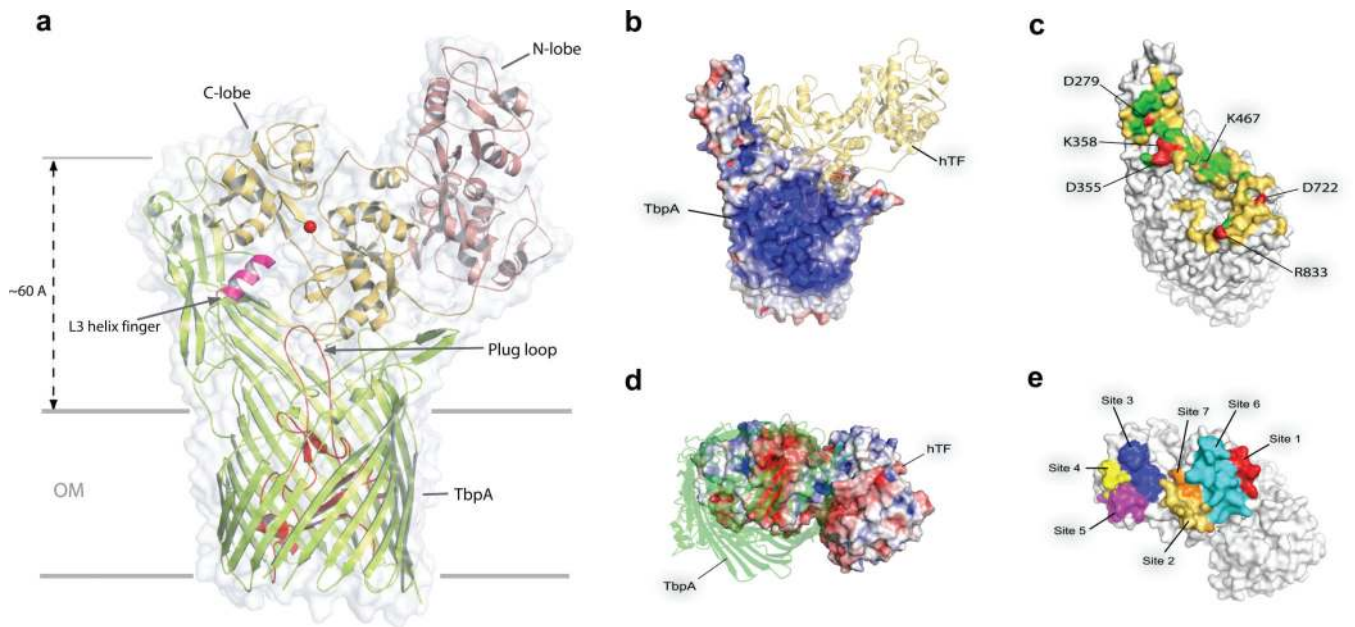 a
N-lobe
C-lobe
~60 A
L3 helix finger
Plug loop
OM
TbpA
b
hTF
TbpA
c
D279
K467
K358
D355
D722
R833
d
hTF
TbpA
e
Site 3
Site 7
Site 6
Site 1
Site 4
Site 5
Site 2